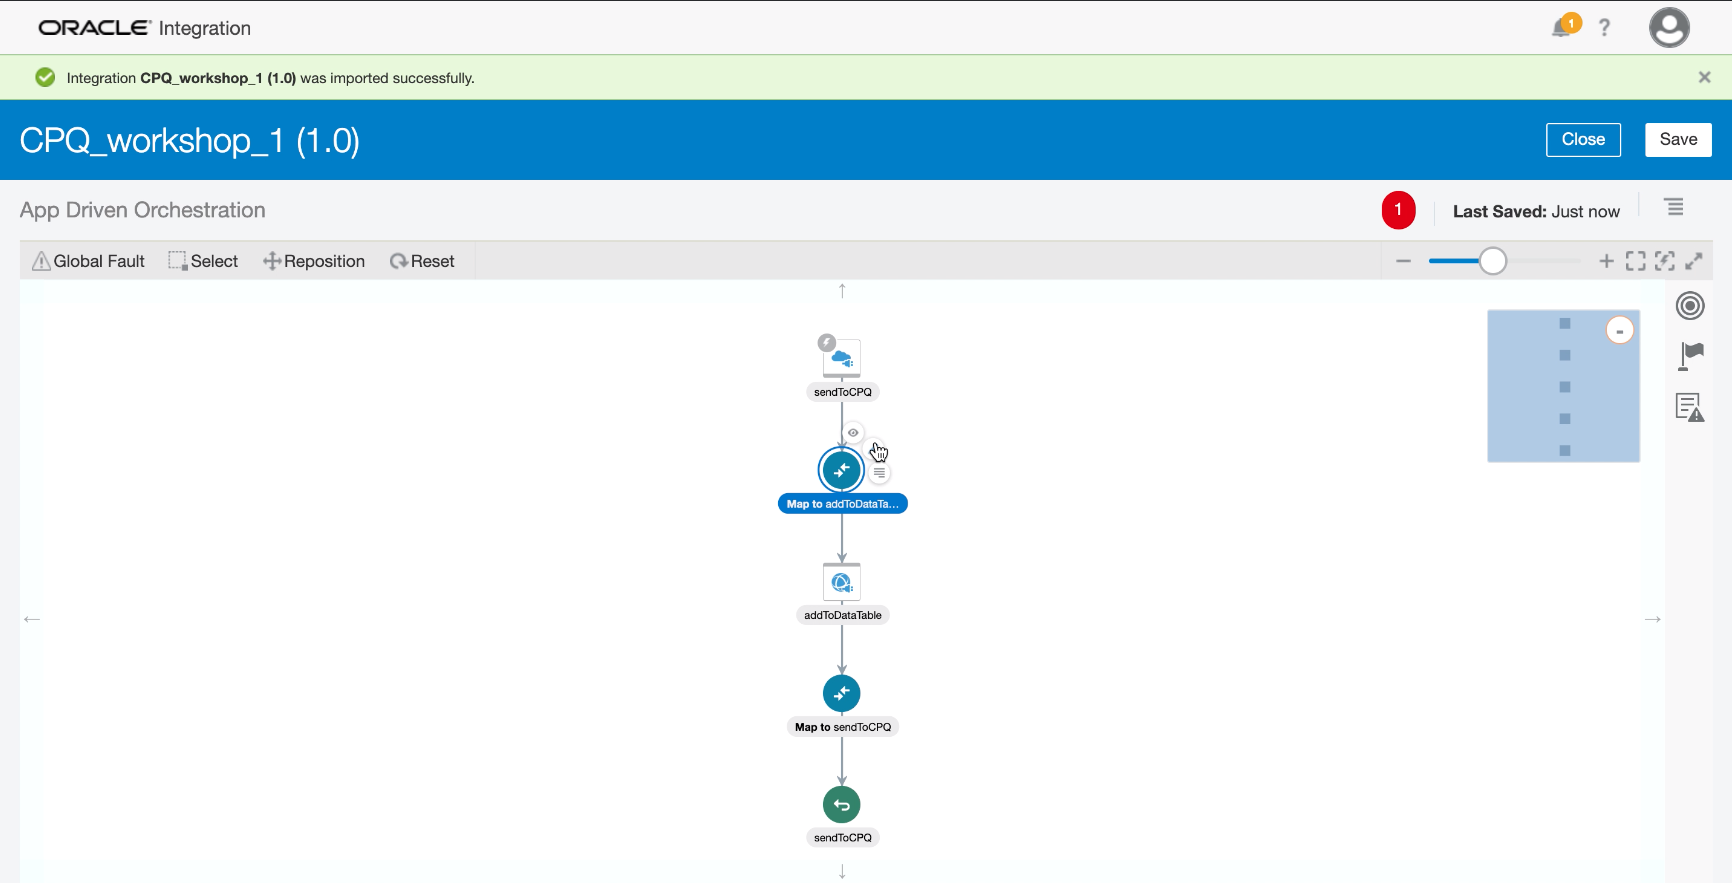 ORACLE Integration
1
?
Integration CPQ_workshop_1 (1.0) was imported successfully.
CPQ_workshop_1 (1.0)
Close
Save
App Driven Orchestration
1
Last Saved: Just now
Global Fault
Select
Reposition
Reset
sendToCPQ
Map to addToDataTa...
addToDataTable
Map to sendToCPQ
sendToCPQ